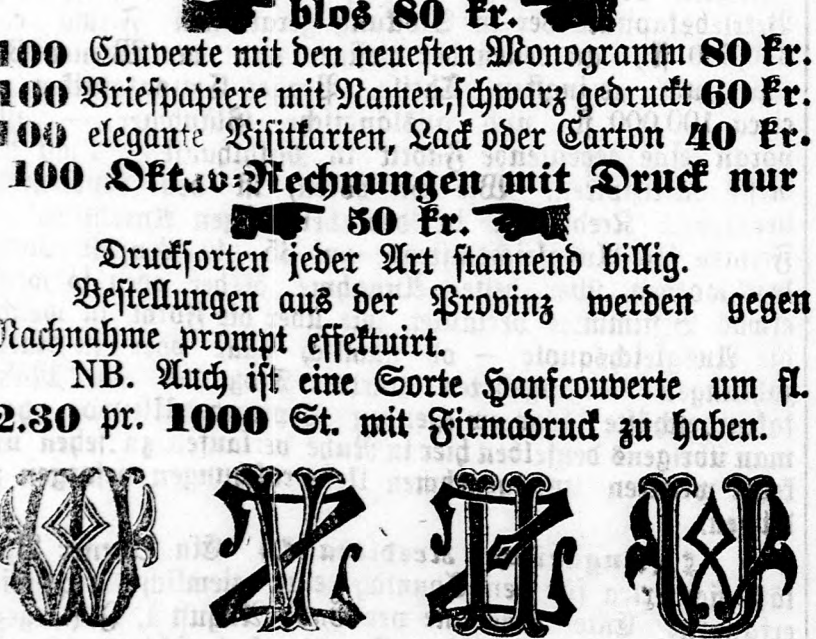 blos 80 kr.
100 Couverte mit den neuesten Monogramm 80 kr.
100 Briefpapiere mit Namen, schwarz gedruckt 60 kr.
100 elegante Visitkarten, Lack oder Carton 40 kr.
100 Oktav-Rechnungen mit Druck nur
50 kr.
Drucksorten jeder Art staunend billig.
Bestellungen aus der Provinz werden gegen
Nachnahme prompt effektuirt.
NB. Auch ist eine Sorte Hanfcouverte um fl.
2.30 pr. 1000 St. mit Firmadruck zu haben.